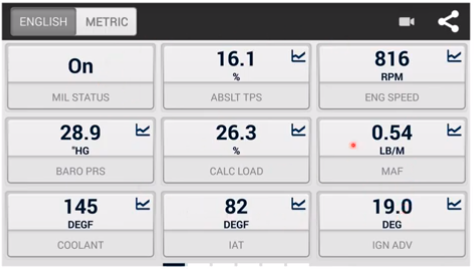 ENGLISH METRIC
On
MIL STATUS
16.1
%
ABSLT TPS
816
RPM
ENG SPEED
28.9
"HG
BARO PRS
26.3
%
CALC LOAD
0.54
LB/M
MAF
145
DEGF
COOLANT
82
DEGF
IAT
19.0
DEG
IGN ADV